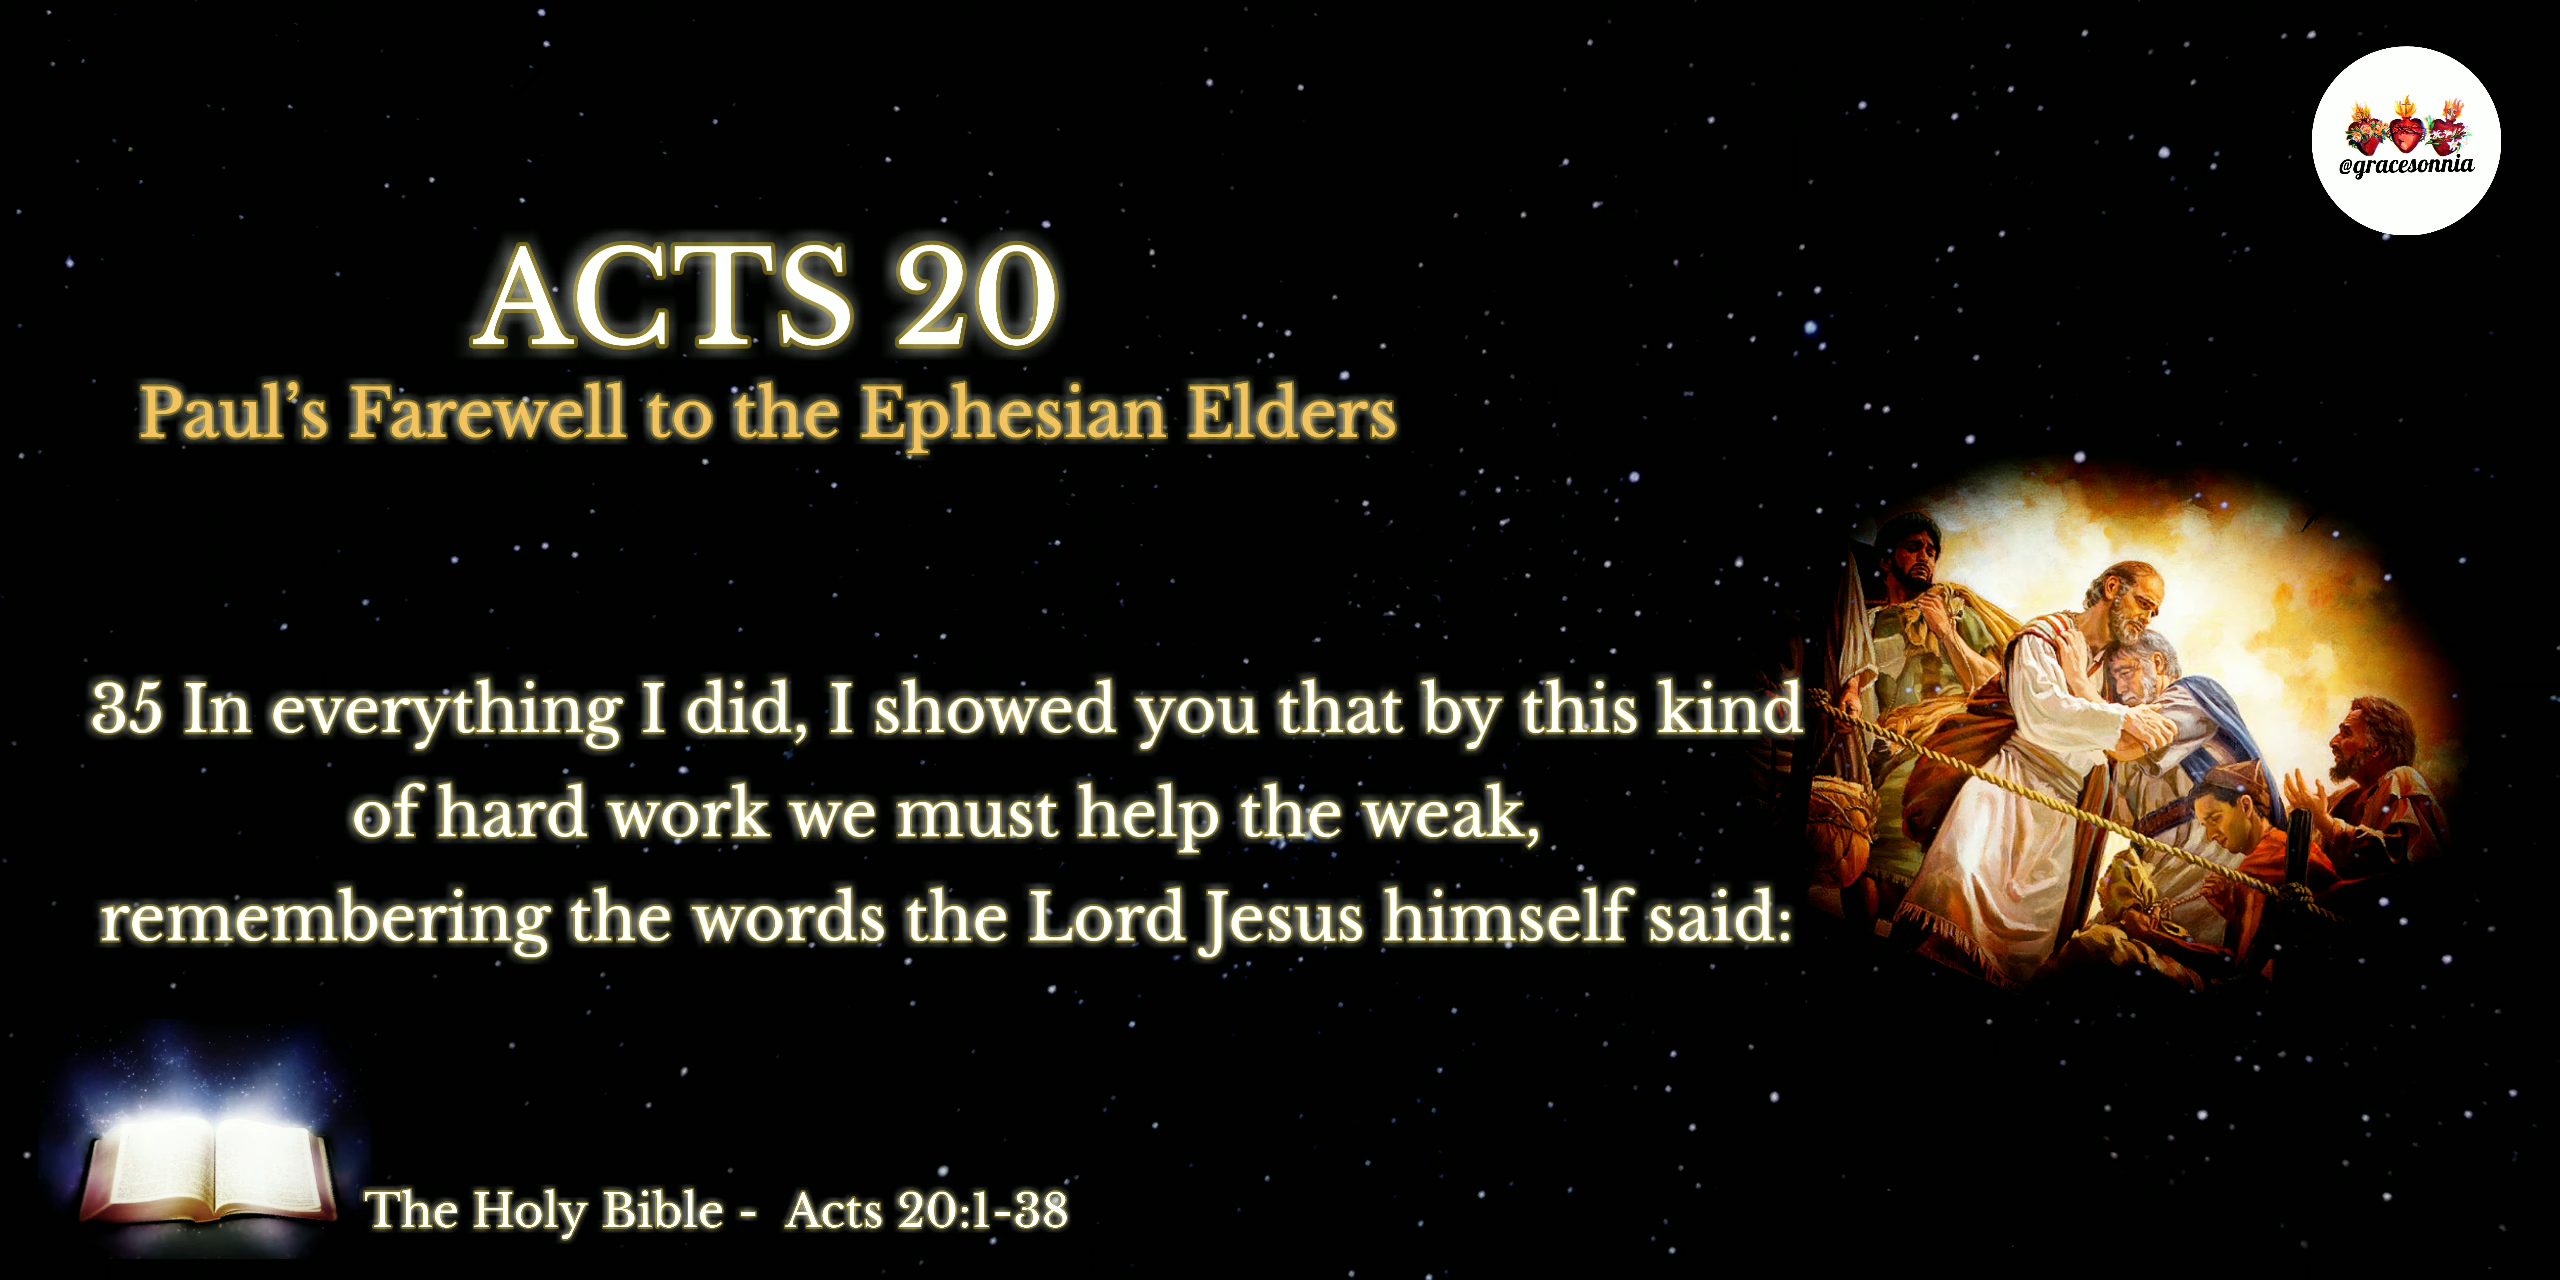 @gracesonnia
ACTS 20
Paul’s Farewell to the Ephesian Elders
35 In everything I did, I showed you that by this kind
of hard work we must help the weak,
remembering the words the Lord Jesus himself said:
The Holy Bible - Acts 20:1-38